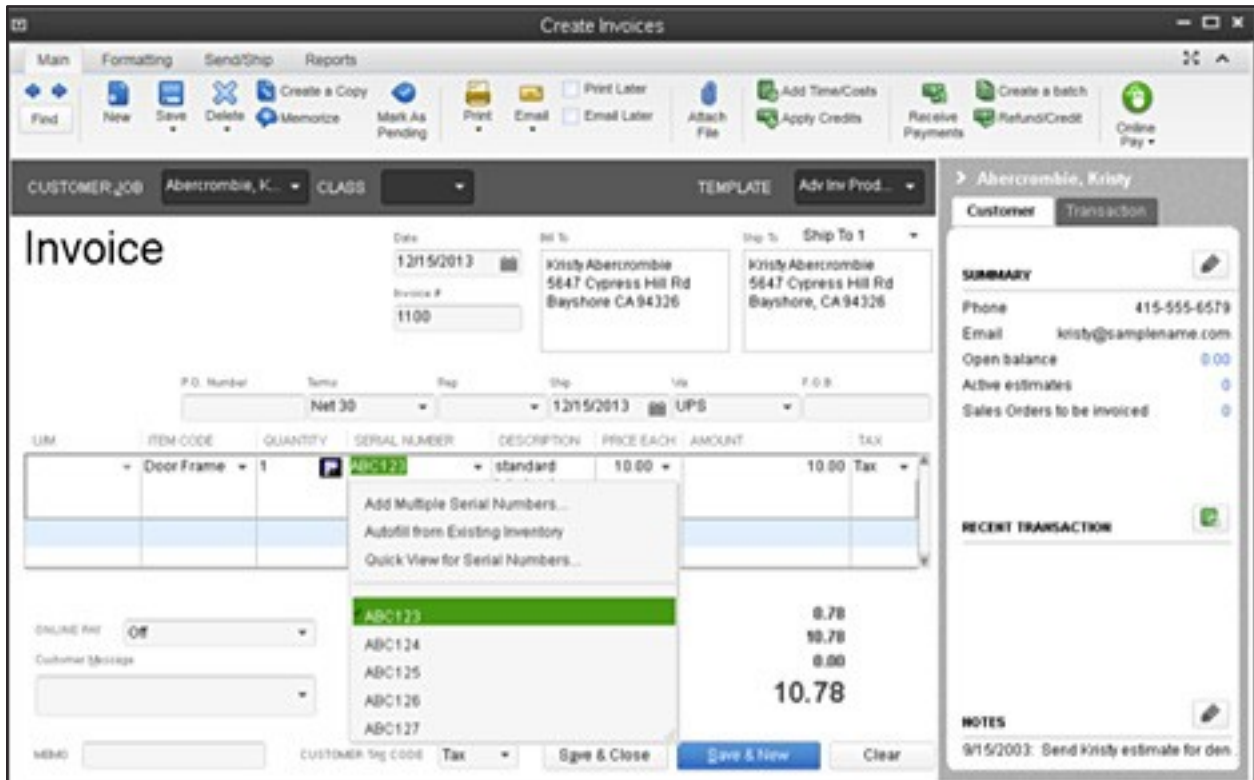 Create Invoices
Main Formatting Send/Ship Reports
Find New Save Delete Create a Copy Memorize Mark As Pending Print Email Print Later Email Later Attach File Add Time/Costs Apply Credits Receive Payments Create a batch Refund/Credit Online Pay
CUSTOMER:JOB Abercrombie, K... CLASS TEMPLATE Adv Inv Prod...
Abercrombie, Kristy
Customer Transaction
Invoice
Date
12/15/2013
Invoice #
1100
Bill To
Kristy Abercrombie
5647 Cypress Hill Rd
Bayshore CA 94326
Ship To Ship To 1
Kristy Abercrombie
5647 Cypress Hill Rd
Bayshore, CA 94326
P.O. Number Terms Rep Ship Via F.O.B
Net 30 12/15/2013 UPS
U/M ITEM CODE QUANTITY SERIAL NUMBER DESCRIPTION PRICE EACH AMOUNT TAX
Door Frame 1 ABC123 standard 10.00 10.00 Tax
Add Multiple Serial Numbers...
Autofill from Existing Inventory
Quick View for Serial Numbers...
ABC123
ABC124
ABC125
ABC126
ABC127
ONLINE PAY Off
Customer Message
8.78
10.78
0.00
10.78
MEMO
CUSTOMER TAX CODE Tax
Save & Close Save & New Clear
SUMMARY
Phone 415-555-6579
Email kristy@samplename.com
Open balance 0.00
Active estimates 0
Sales Orders to be invoiced 0
RECENT TRANSACTION
NOTES
9/15/2003: Send Kristy estimate for den